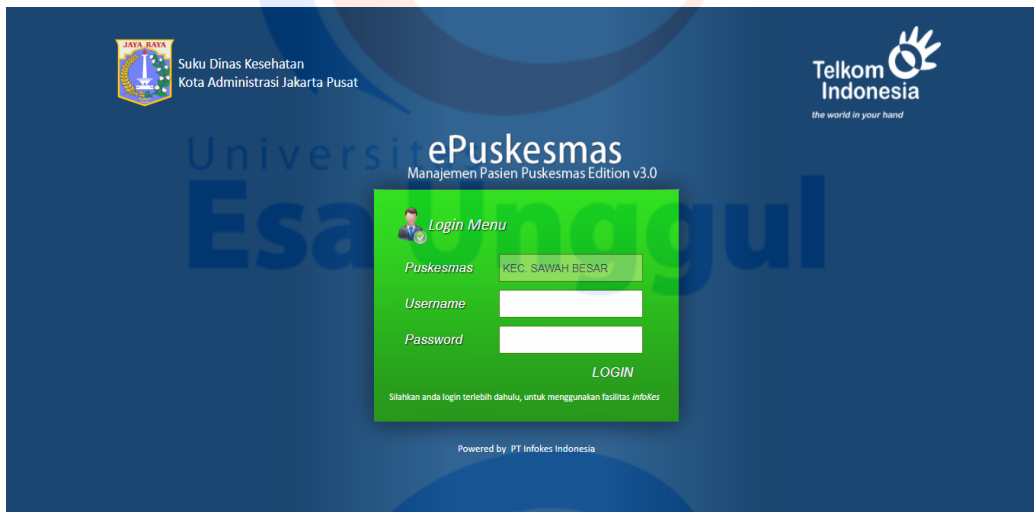 JAYA RAYA
Suku Dinas Kesehatan
Kota Administrasi Jakarta Pusat
Telkom
Indonesia
the world in your hand
Universitas
Esa Unggul
ePuskesmas
Manajemen Pasien Puskesmas Edition v3.0
Login Menu
Puskesmas
KEC. SAWAH BESAR
Username
Password
LOGIN
Silahkan anda login terlebih dahulu, untuk menggunakan fasilitas infoKes
Powered by PT Infokes Indonesia